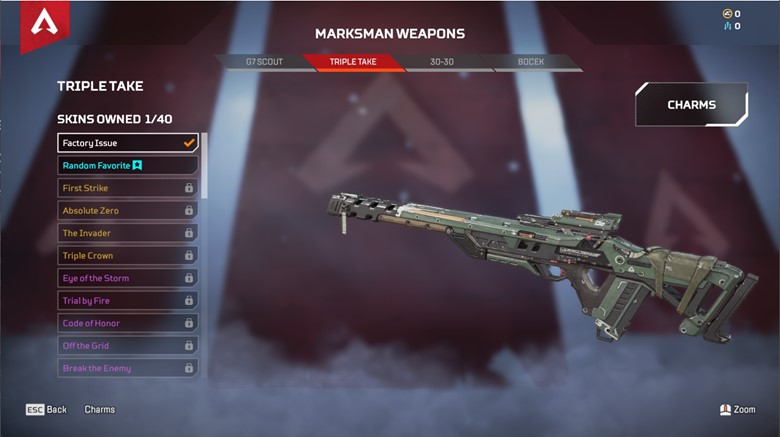 0
0
MARKSMAN WEAPONS
G7 SCOUT
TRIPLE TAKE
30-30
BOCEK
TRIPLE TAKE
CHARMS
SKINS OWNED 1/40
Factory Issue
Random Favorite
First Strike
Absolute Zero
The Invader
Triple Crown
Eye of the Storm
Trial by Fire
Code of Honor
Off the Grid
Break the Enemy
ESC Back
Charms
Zoom